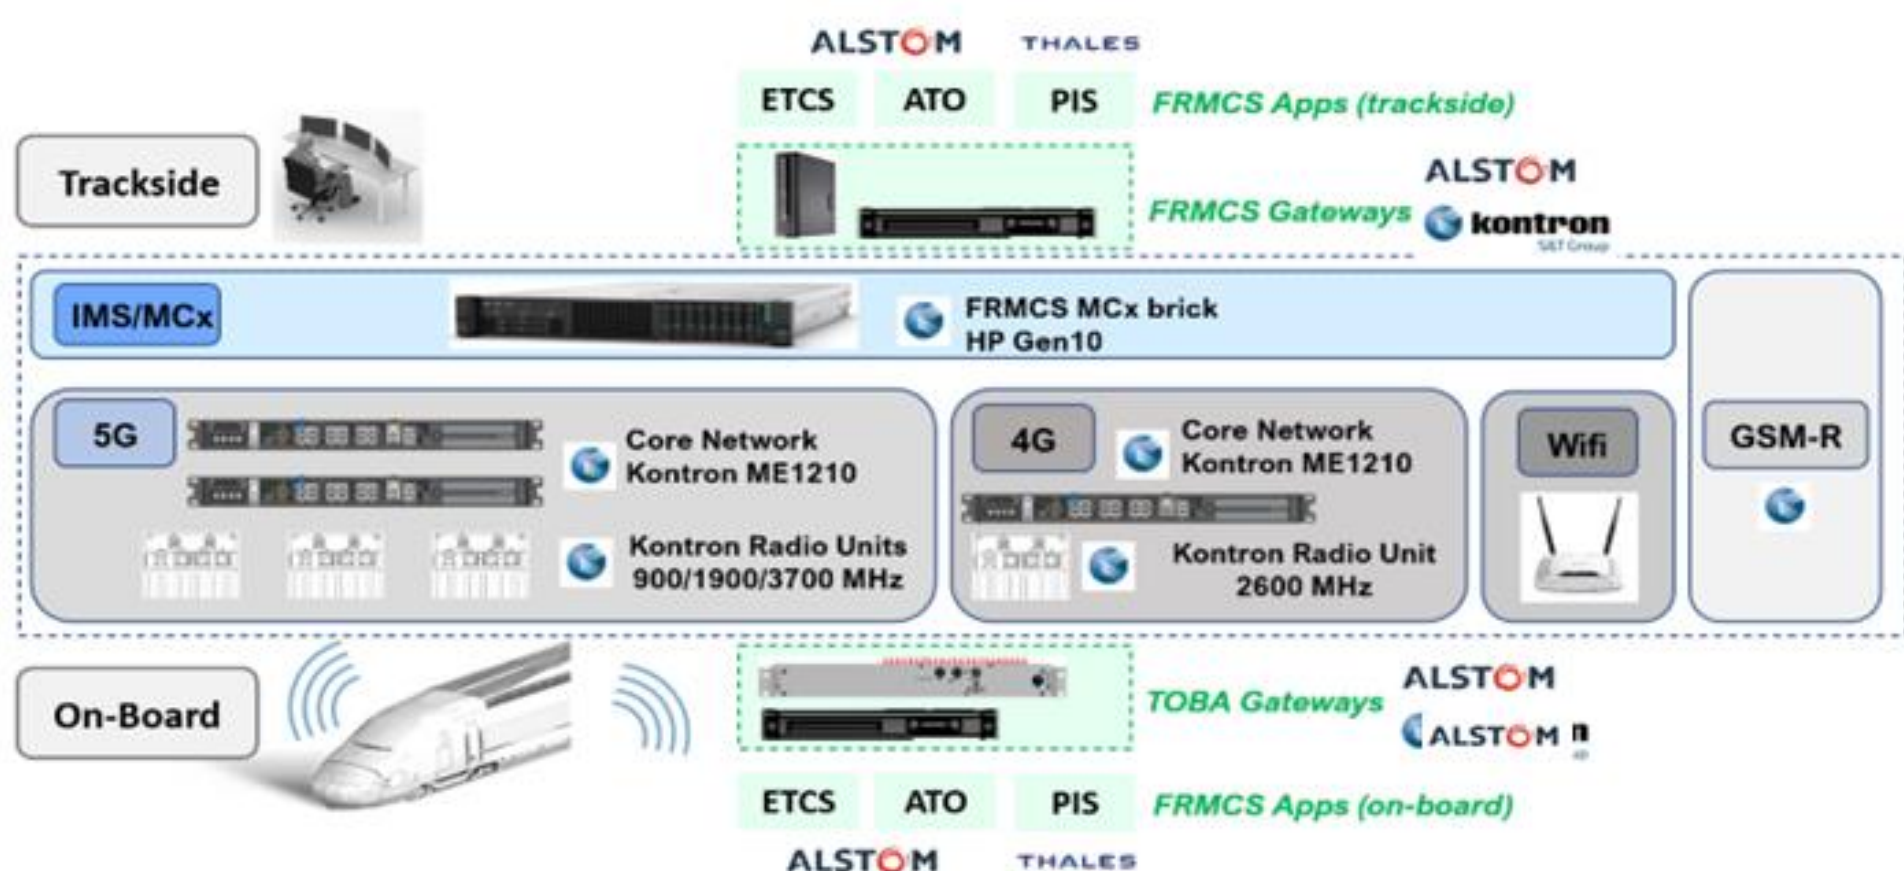 ALSTOM THALES
ETCS ATO PIS FRMCS Apps (trackside)
Trackside
ALSTOM
FRMCS Gateways kontron
S&T Group
IMS/MCx
FRMCS MCx brick
HP Gen10
5G
Core Network
Kontron ME1210
Kontron Radio Units
900/1900/3700 MHz
4G
Core Network
Kontron ME1210
Kontron Radio Unit
2600 MHz
Wifi
GSM-R
On-Board
TOBA Gateways
ALSTOM
ALSTOM n
ETCS ATO PIS FRMCS Apps (on-board)
ALSTOM THALES